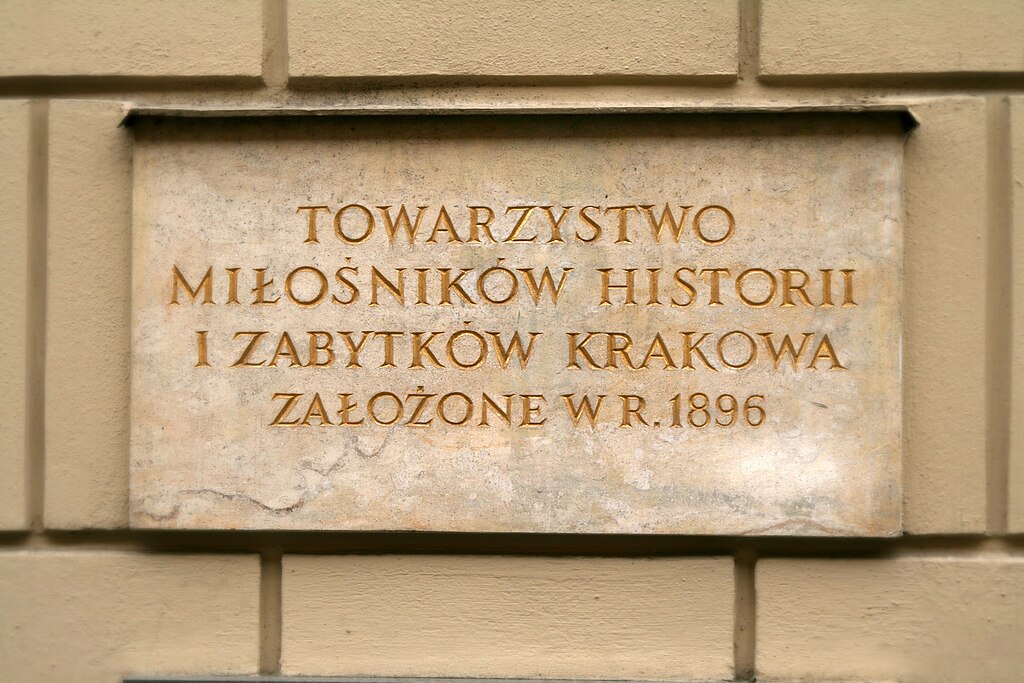 TOWARZYSTWO
MIŁOŚNIKÓW HISTORII
I ZABYTKÓW KRAKOWA
ZAŁOŻONE W R. 1896